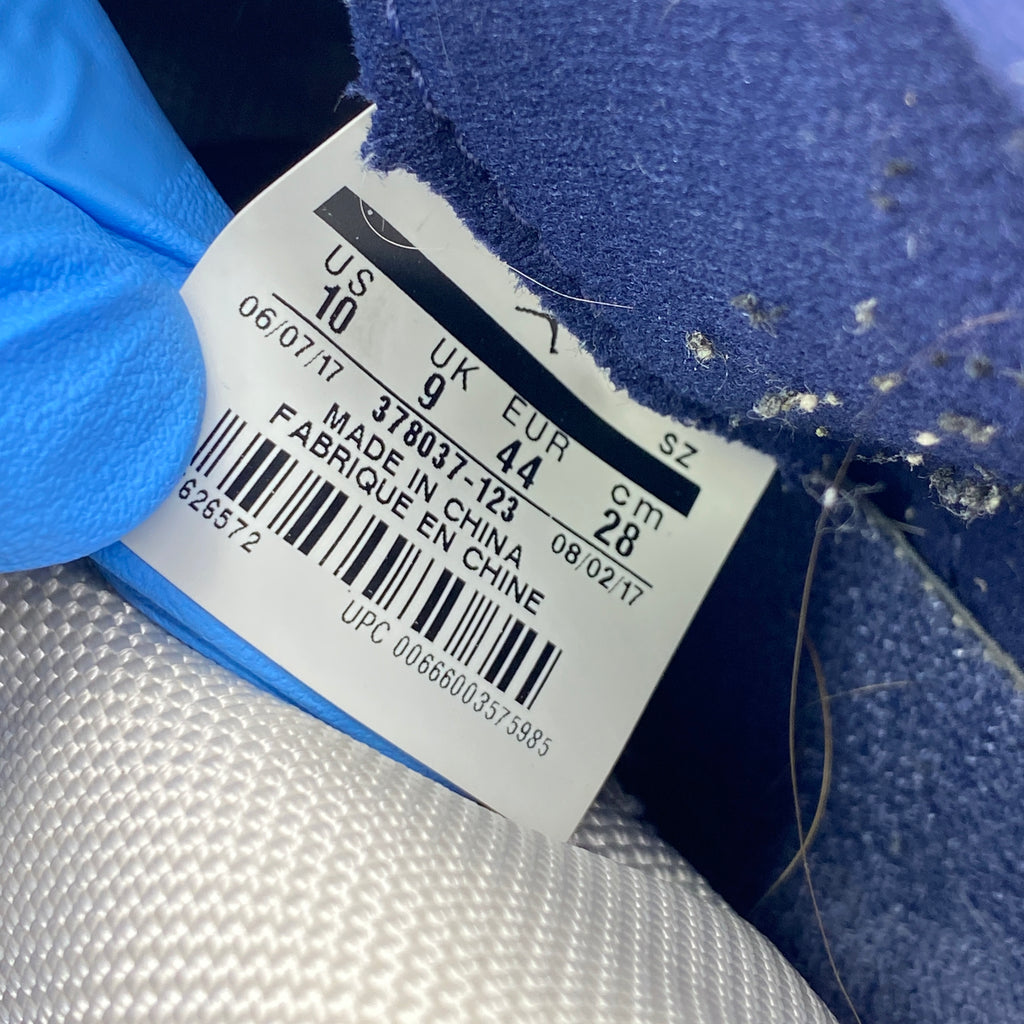 SZ
US UK EUR cm
10 9 44 28
06/07/17 378037-123 08/02/17
MADE IN CHINA
FABRIQUE EN CHINE
626572
UPC 00666003575985